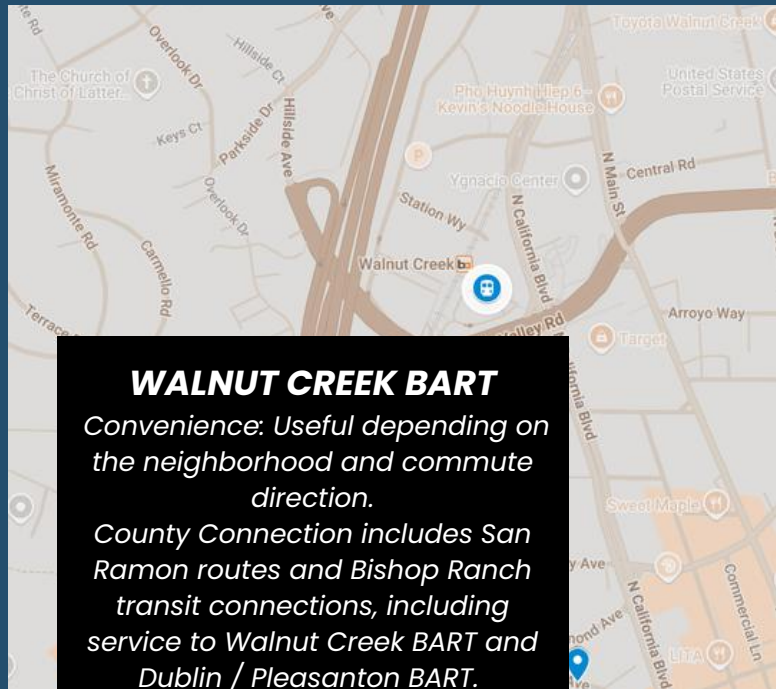 Toyota Walnut Creek
Overlook Dr
Hillside Ct
The Church of
Christ of Latter...
United States
Postal Service
Pho Huynh Hiep 6 -
Kevin's Noodle House
Hillside Ave
Parkside Dr
Keys Ct
P
N Main St
Central Rd
Ygnacio Center
Miramonte Rd
Overlook Dr
Station Wy
N California Blvd
Carmello Rd
Walnut Creek
Arroyo Way
Terrace
Valley Rd
Target
WALNUT CREEK BART
Convenience: Useful depending on
the neighborhood and commute
direction.
County Connection includes San
Ramon routes and Bishop Ranch
transit connections, including
service to Walnut Creek BART and
Dublin / Pleasanton BART.
Sweet Maple
Commercial Ln
N California Blvd
LITA